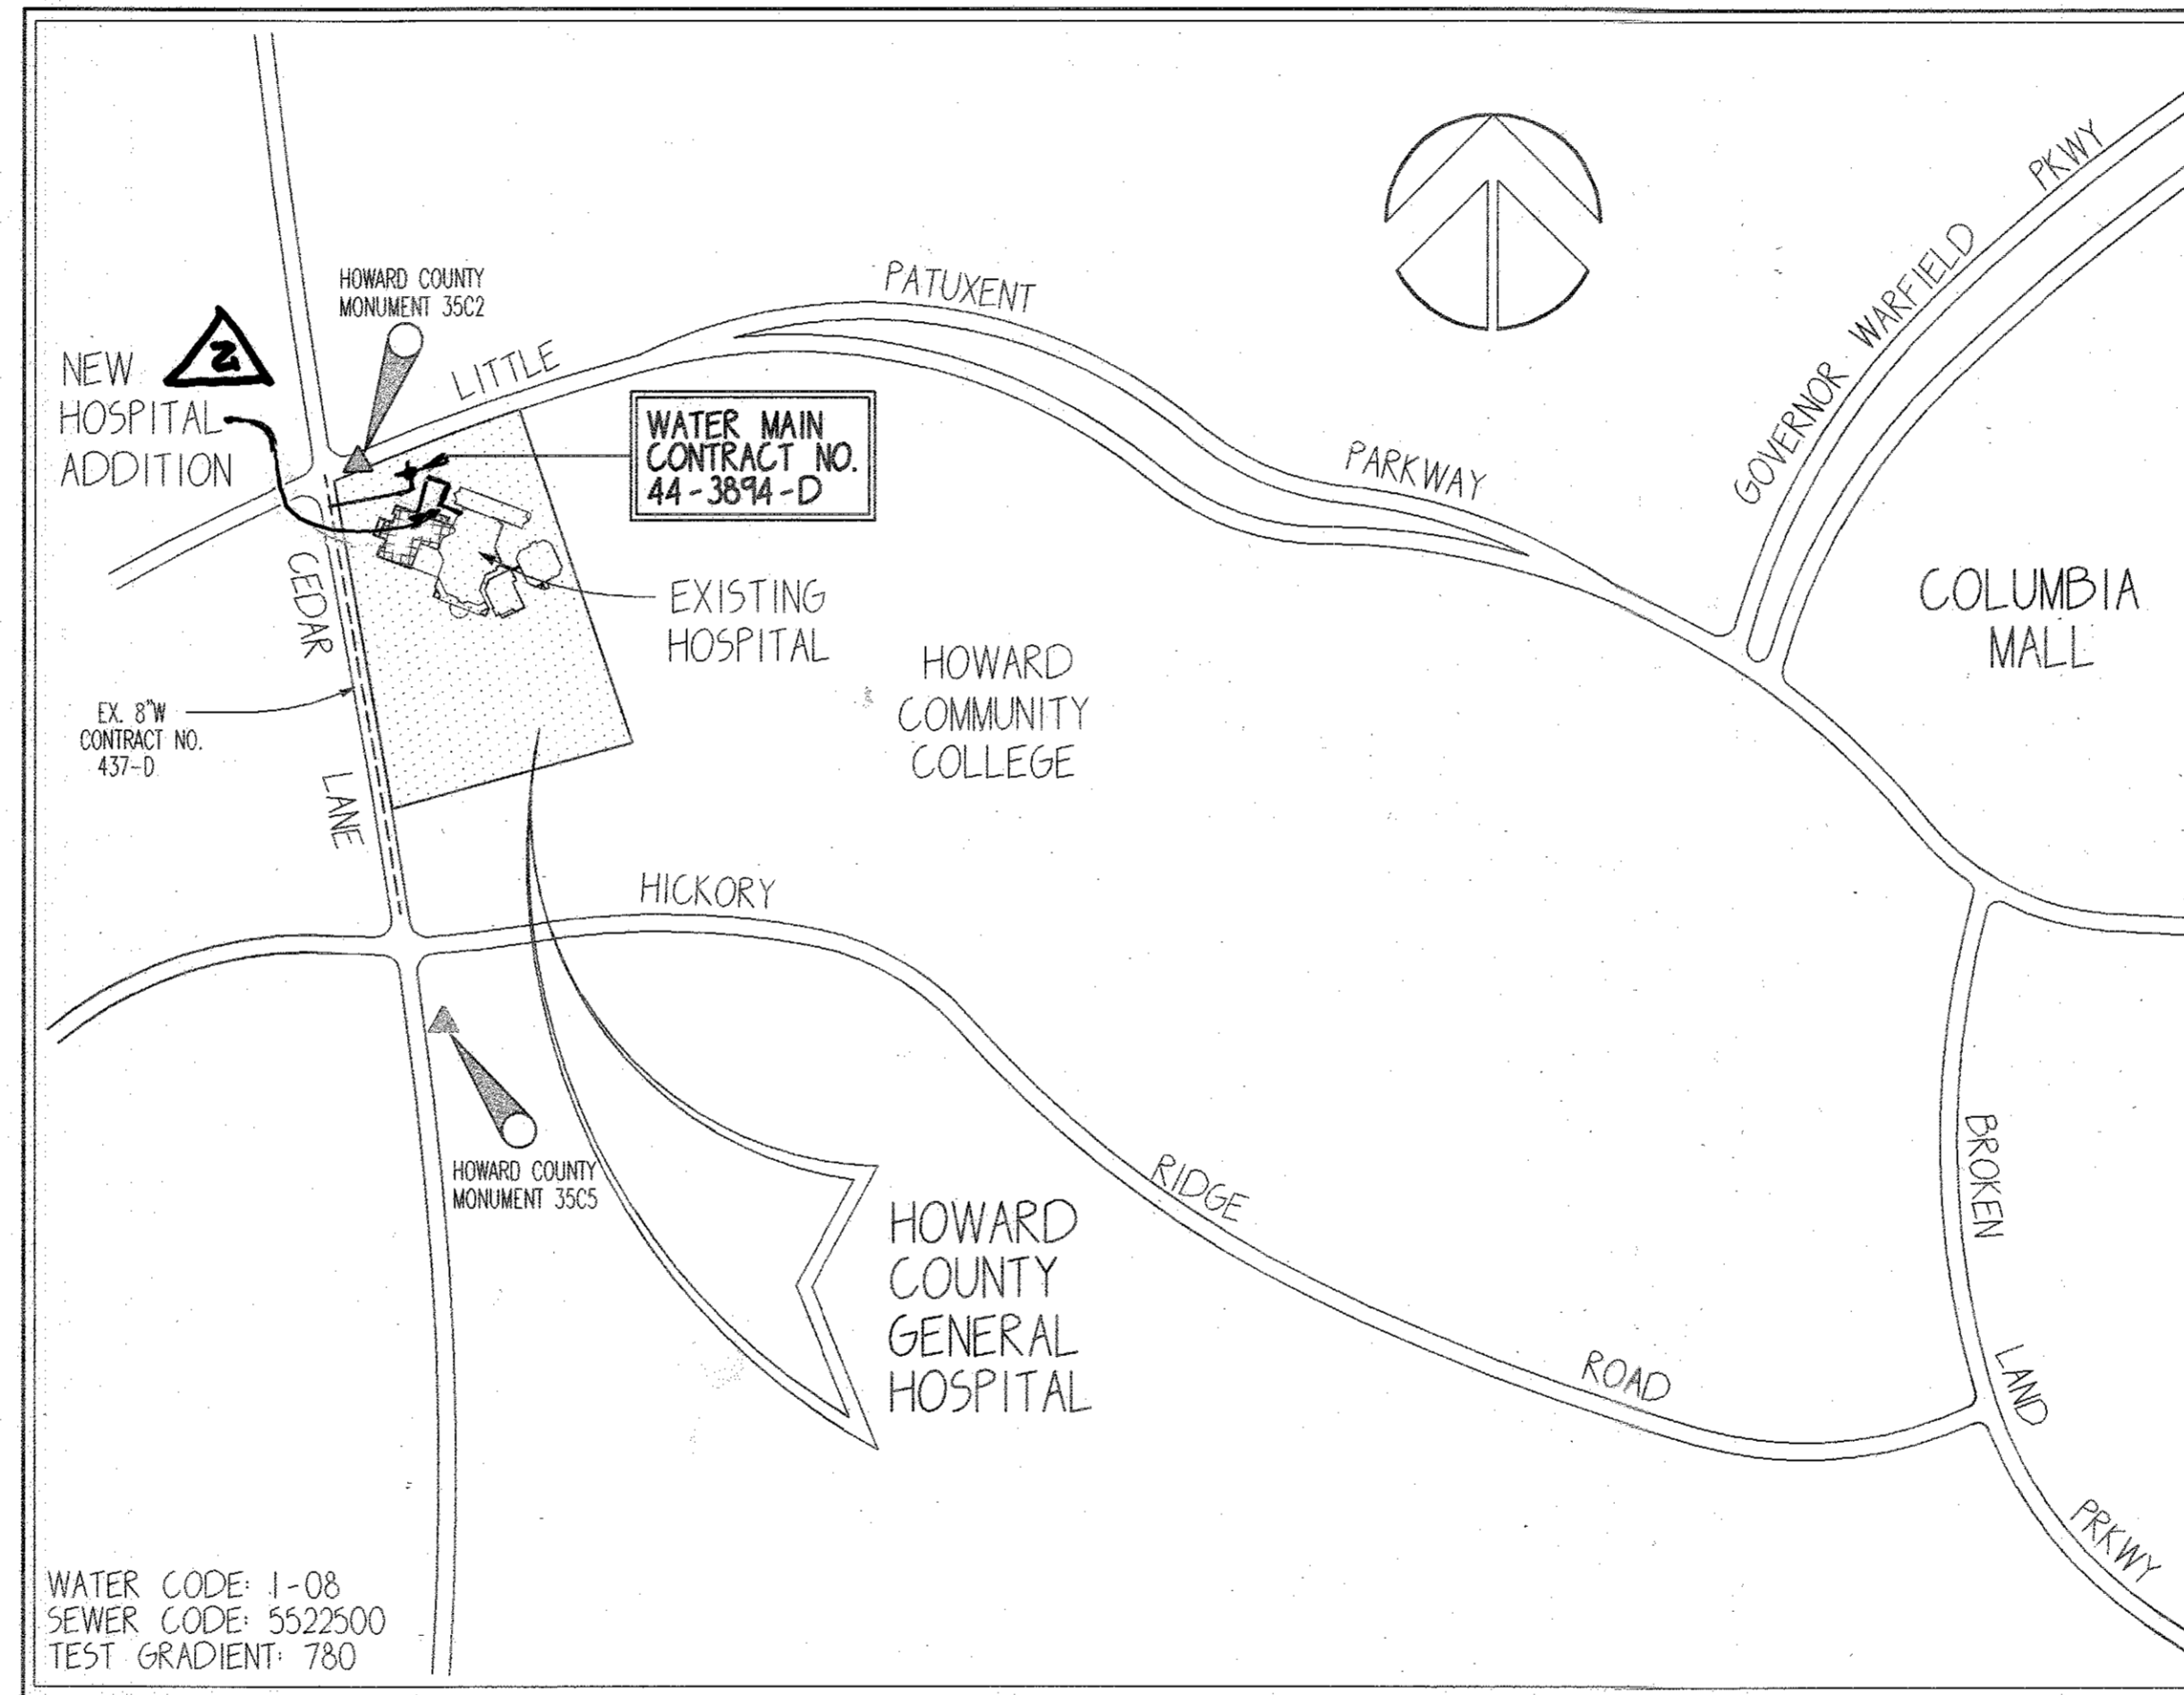 PKWY
WARFIELD
GOVERNOR
HOWARD COUNTY
MONUMENT 35C2
PATUXENT
LITTLE
2
NEW
HOSPITAL
ADDITION
WATER MAIN
CONTRACT NO.
44-3894-D
PARKWAY
COLUMBIA
MALL
CEDAR
LANE
EXISTING
HOSPITAL
HOWARD
COMMUNITY
COLLEGE
EX. 8"W
CONTRACT NO.
437-D
HICKORY
RIDGE
ROAD
BROKEN
LAND
PRKWY
HOWARD COUNTY
MONUMENT 35C5
HOWARD
COUNTY
GENERAL
HOSPITAL
WATER CODE: 1-08
SEWER CODE: 5522500
TEST GRADIENT: 780